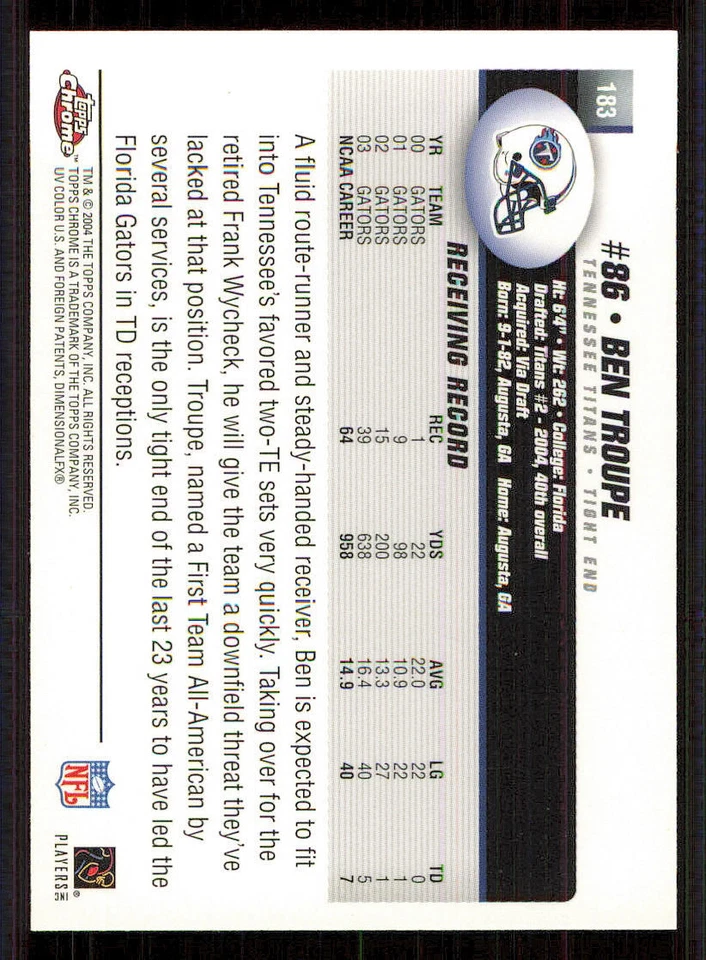 183
#86 • BEN TROUPE
TENNESSEE TITANS • TIGHT END
Ht: 6'4" • Wt: 262 • College: Florida
Drafted: Titans #2 - 2004, 40th overall
Acquired: Via Draft
Born: 9-1-82, Augusta, GA Home: Augusta, GA
RECEIVING RECORD
YR TEAM REC YDS AVG LG TD
00 GATORS 1 22 22.0 22 0
01 GATORS 9 98 10.9 22 1
02 GATORS 15 200 13.3 27 1
03 GATORS 39 638 16.4 40 5
NCAA CAREER 64 958 14.9 40 7
A fluid route-runner and steady-handed receiver, Ben is expected to fit
into Tennessee's favored two-TE sets very quickly. Taking over for the
retired Frank Wycheck, he will give the team a downfield threat they've
lacked at that position. Troupe, named a First Team All-American by
several services, is the only tight end of the last 23 years to have led the
Florida Gators in TD receptions.
Topps Chrome™
TM & © 2004 THE TOPPS COMPANY, INC. ALL RIGHTS RESERVED.
TOPPS CHROME IS A TRADEMARK OF THE TOPPS COMPANY, INC.
UV COLOR U.S. AND FOREIGN PATENTS, DIMENSIONALFX®
NFL
PLAYERS INC
®